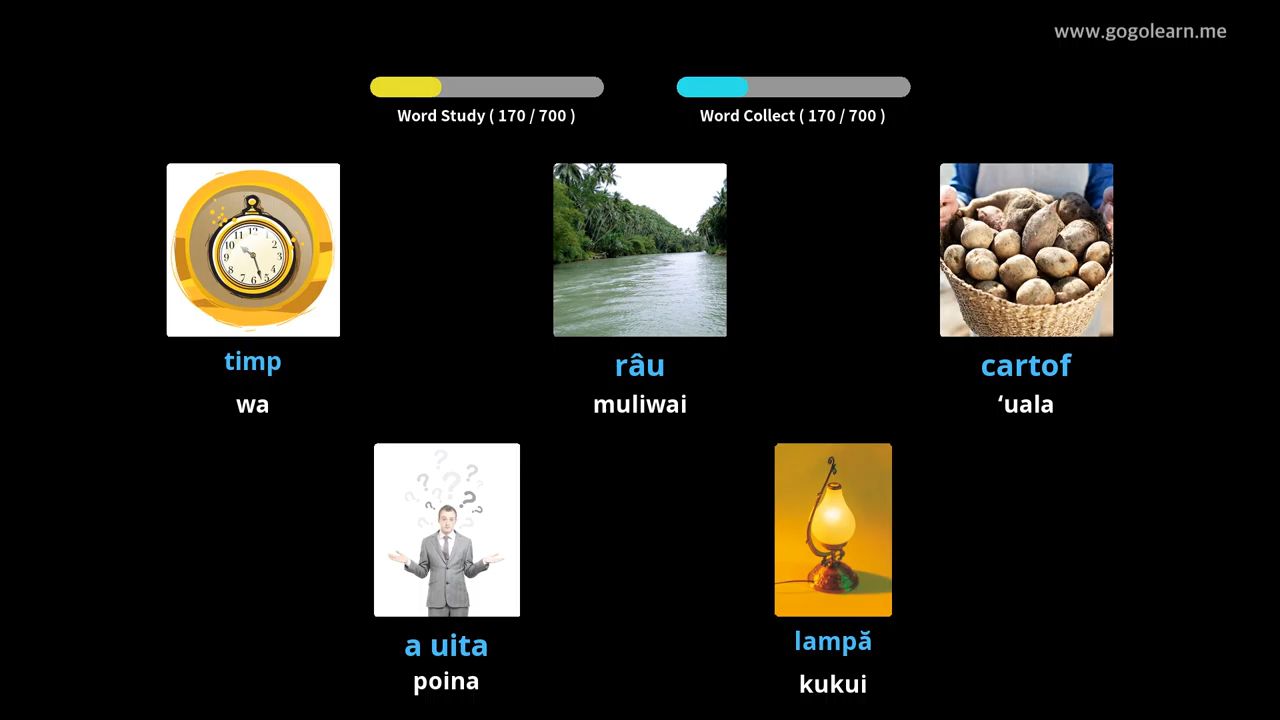 www.gogolearn.me
Word Study ( 170 / 700 )
Word Collect ( 170 / 700 )
timp
râu
cartof
wa
muliwai
ʻuala
a uita
lampă
poina
kukui